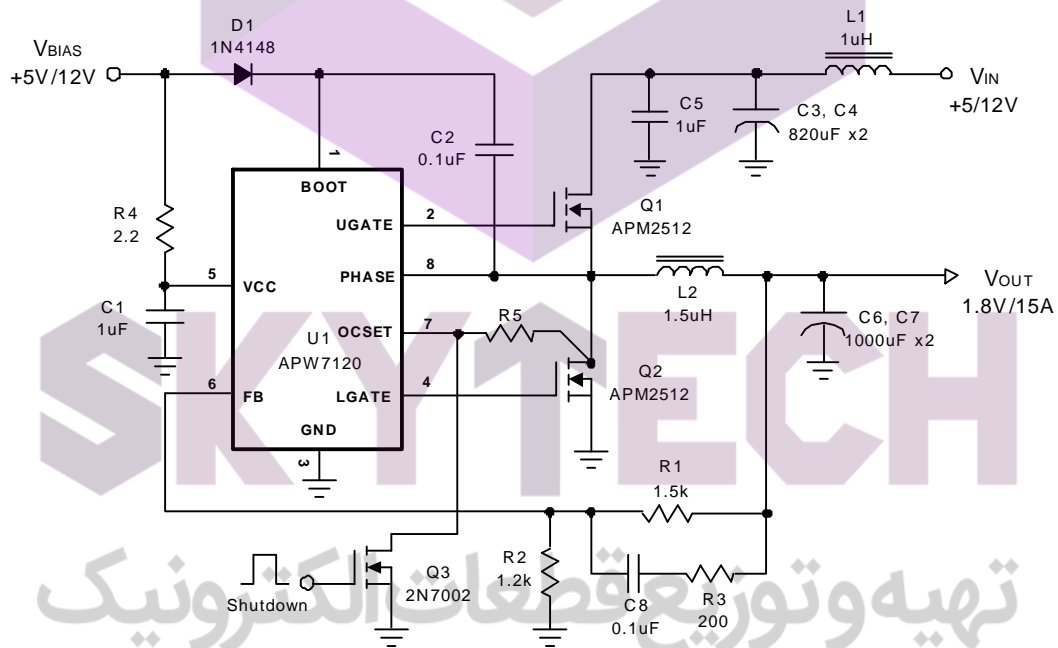 L1
1uH
D1
1N4148
VBIAS
+5V/12V
VIN
+5/12V
C5
1uF
C3, C4
820uF x2
C2
0.1uF
1
BOOT
R4
2.2
2
UGATE
Q1
APM2512
8
PHASE
5
VCC
L2
1.5uH
VOUT
1.8V/15A
C1
1uF
7
OCSET
R5
C6, C7
1000uF x2
U1
APW7120
6
FB
4
LGATE
Q2
APM2512
GND
3
SKYTECH
R1
1.5k
R2
1.2k
Q3
2N7002
Shutdown
C8
0.1uF
R3
200
تهیه و توزیع قطعات الکترونیک